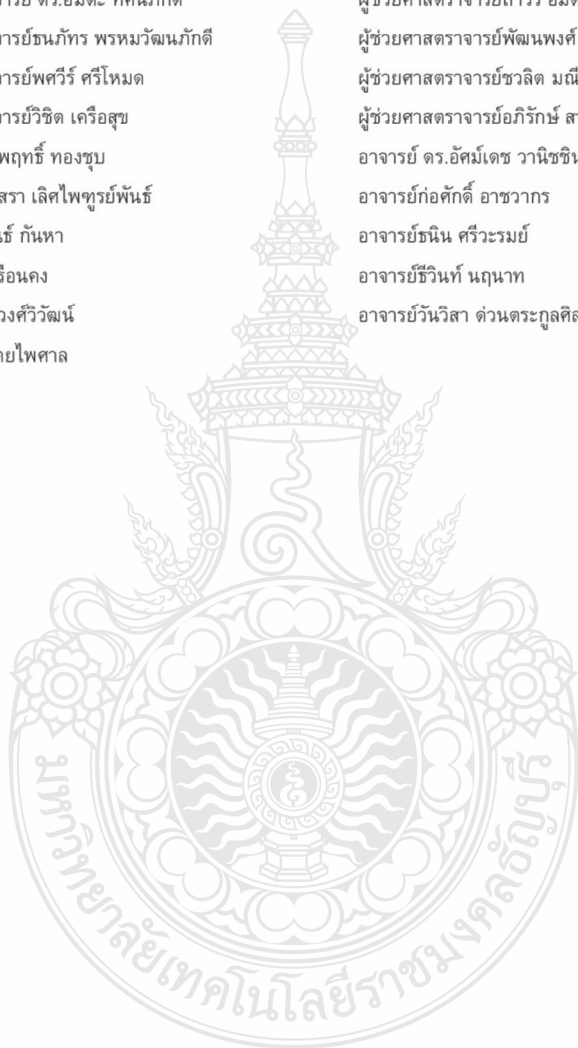 ารย์ธนภัทร พรหมวัฒนภักดี ผู้ช่วยศาสตราจารย์พัฒนพงศ์
ารย์พศวีร์ ศรีโหมด ผู้ช่วยศาสตราจารย์ชวลิต มณี
ารย์วิชิต เครือสุข ผู้ช่วยศาสตราจารย์อภิรักษ์
พฤทธิ์ ทองชุบ อาจารย์ ดร.อัศม์เดช วานิชชิน
สรา เลิศไพฑูรย์พันธ์ อาจารย์ก่อศักดิ์ อาชวากร
กันหา อาจารย์ธนิน ศรีวะรมย์
รือนคง อาจารย์ธีวินท์ นฤนาท
วงศ์วิวัฒน์ อาจารย์วันวิสา ด่วนตระกูลศิล
ายไพศาล
มหาวิทยาลัยเทคโนโลยีราชมงคลธัญบุรี